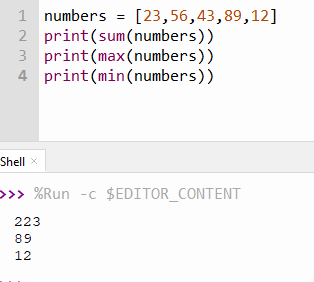 1 numbers = [23,56,43,89,12]
2 print(sum(numbers))
3 print(max(numbers))
4 print(min(numbers))
Shell ×
>>> %Run -c $EDITOR_CONTENT
223
89
12